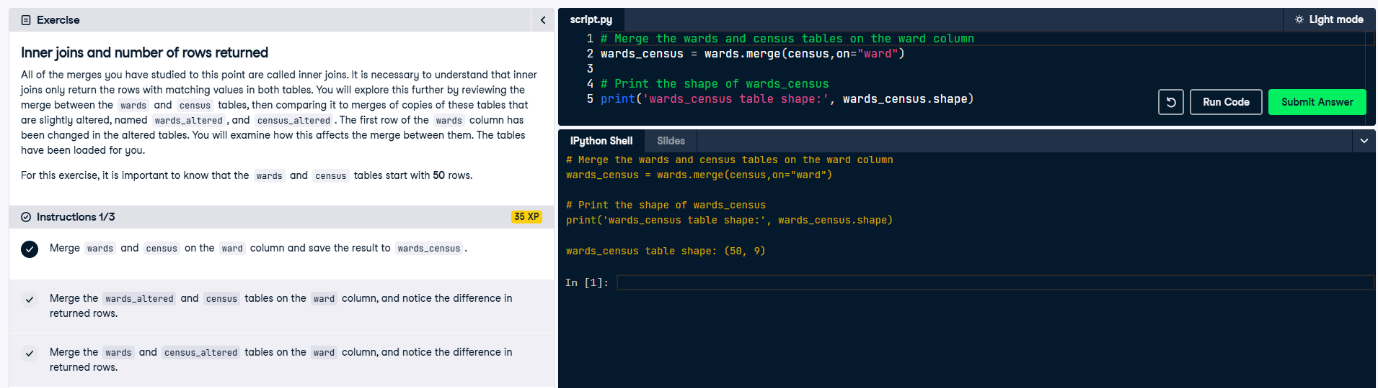 Exercise
Inner joins and number of rows returned
All of the merges you have studied to this point are called inner joins. It is necessary to understand that inner
joins only return the rows with matching values in both tables. You will explore this further by reviewing the
merge between the wards and census tables, then comparing it to merges of copies of these tables that
are slightly altered, named wards_altered, and census_altered. The first row of the wards column has
been changed in the altered tables. You will examine how this affects the merge between them. The tables
have been loaded for you.
For this exercise, it is important to know that the wards and census tables start with 50 rows.
Instructions 1/3
35 XP
Merge wards and census on the ward column and save the result to wards_census.
Merge the wards_altered and census tables on the ward column, and notice the difference in
returned rows.
Merge the wards and census_altered tables on the ward column, and notice the difference in
returned rows.
script.py
Light mode
1 # Merge the wards and census tables on the ward column
2 wards_census = wards.merge(census,on="ward")
3
4 # Print the shape of wards_census
5 print('wards_census table shape:', wards_census.shape)
Run Code
Submit Answer
IPython Shell
Slides
# Merge the wards and census tables on the ward column
wards_census = wards.merge(census,on="ward")
# Print the shape of wards_census
print('wards_census table shape:', wards_census.shape)
wards_census table shape: (50, 9)
In [1]: